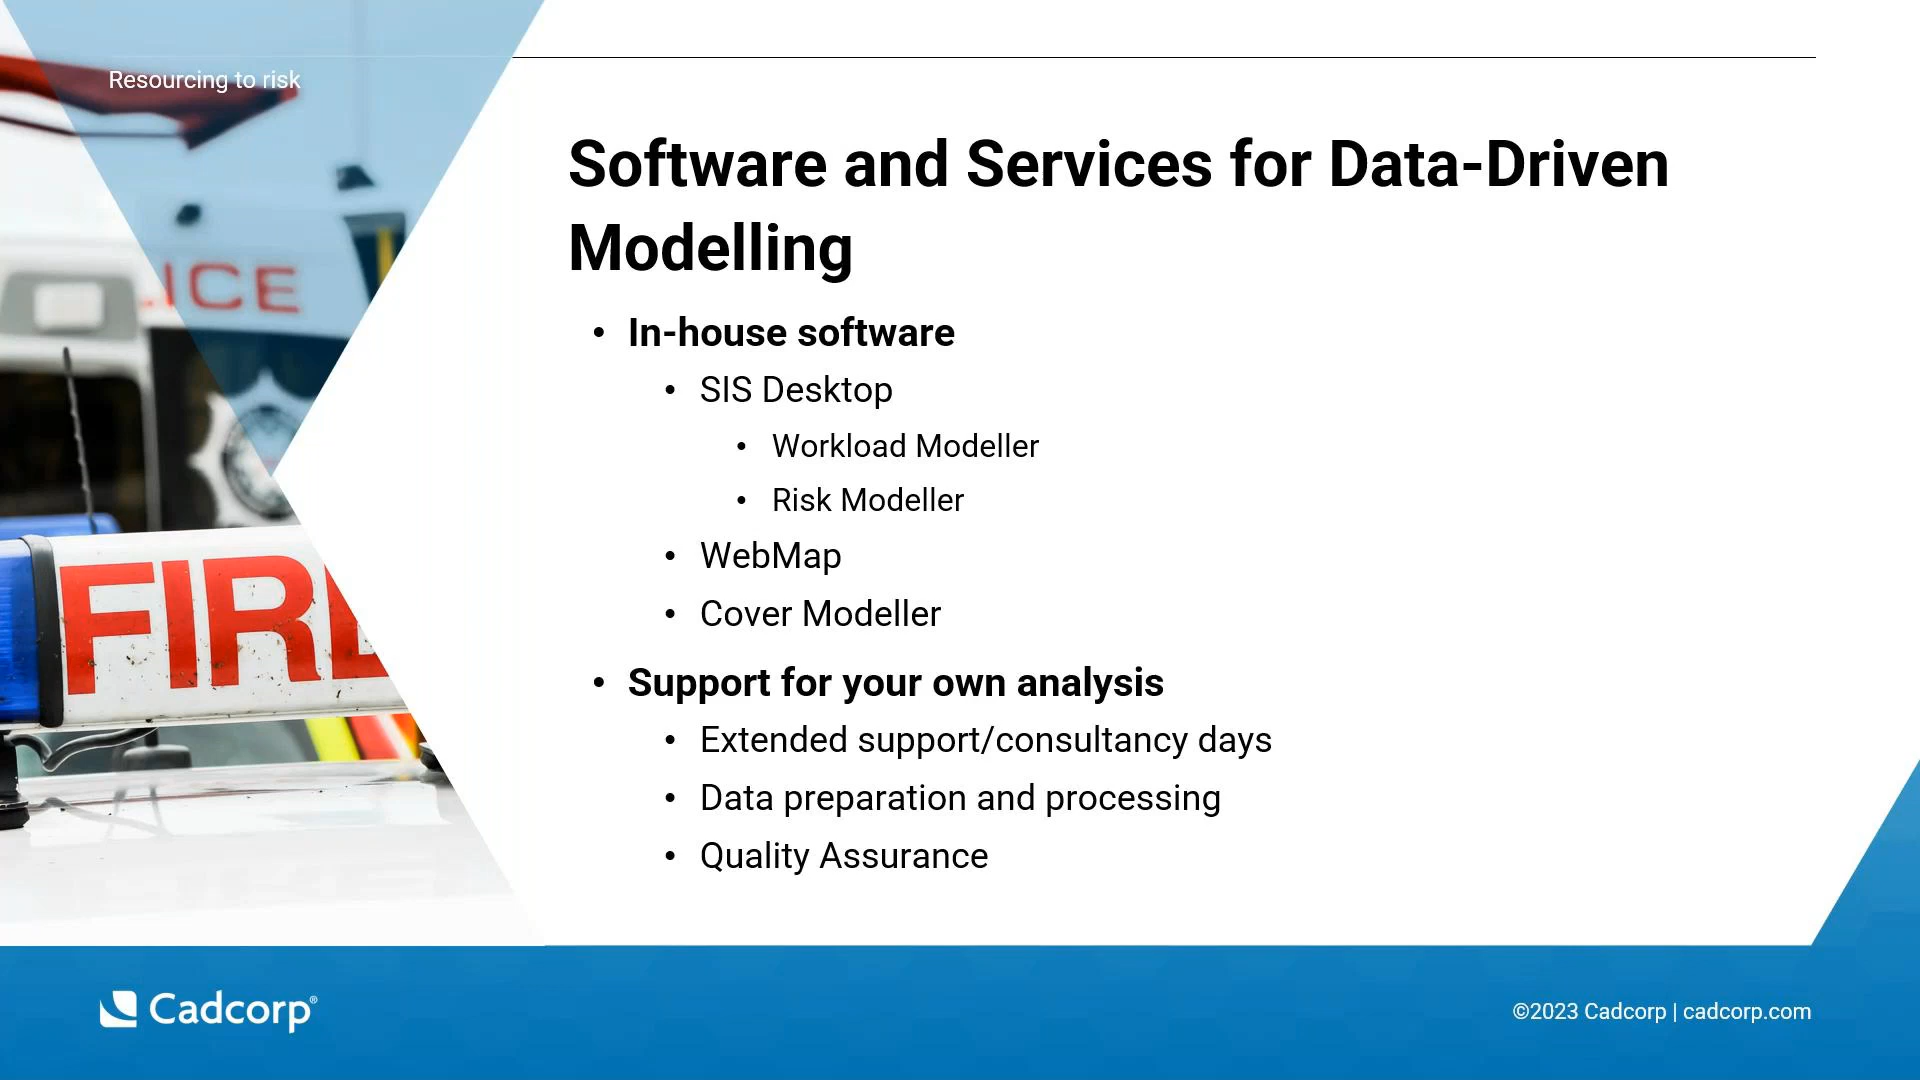 Resourcing to risk
Software and Services for Data-Driven
Modelling
• In-house software
• SIS Desktop
• Workload Modeller
• Risk Modeller
• WebMap
• Cover Modeller
• Support for your own analysis
• Extended support/consultancy days
• Data preparation and processing
• Quality Assurance
LICE
FIRE
Cadcorp®
©2023 Cadcorp | cadcorp.com